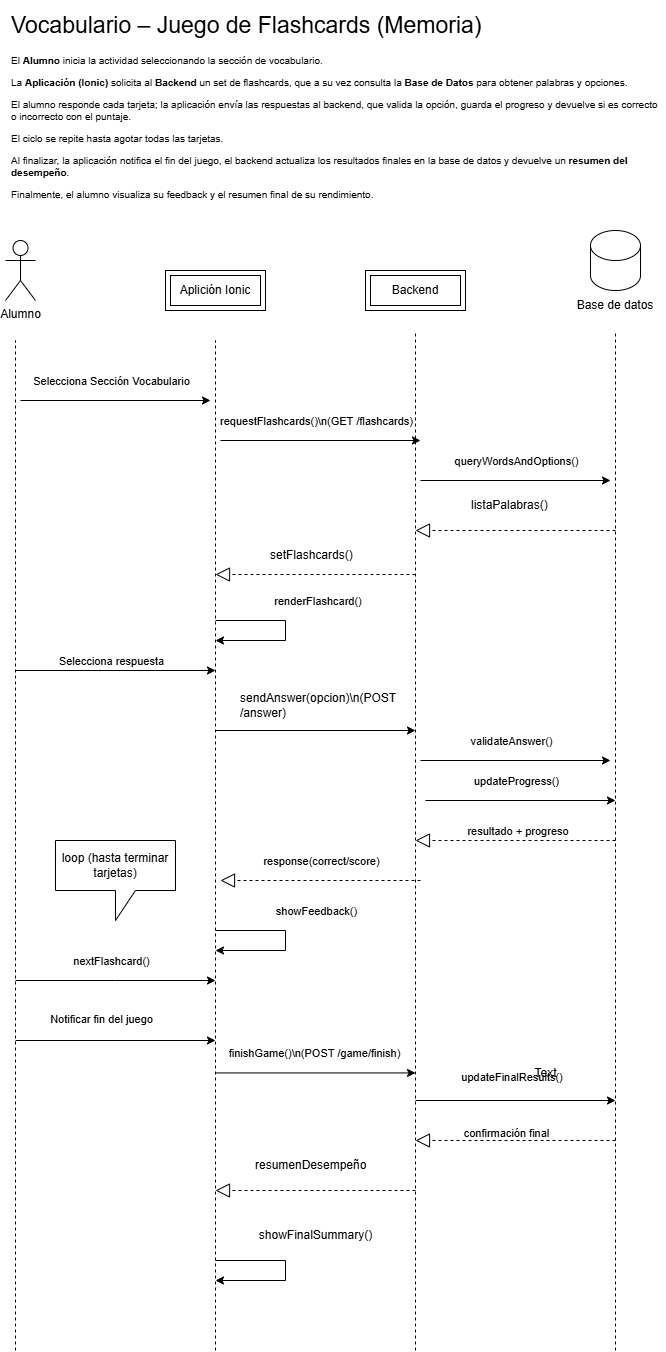 Vocabulario – Juego de Flashcards (Memoria)
El Alumno inicia la actividad seleccionando la sección de vocabulario.
La Aplicación (Ionic) solicita al Backend un set de flashcards, que a su vez consulta la Base de Datos para obtener palabras y opciones.
El alumno responde cada tarjeta; la aplicación envía las respuestas al backend, que valida la opción, guarda el progreso y devuelve si es correcto
o incorrecto con el puntaje.
El ciclo se repite hasta agotar todas las tarjetas.
Al finalizar, la aplicación notifica el fin del juego, el backend actualiza los resultados finales en la base de datos y devuelve un resumen del
desempeño.
Finalmente, el alumno visualiza su feedback y el resumen final de su rendimiento.
Alumno
Aplición Ionic
Backend
Base de datos
Selecciona Sección Vocabulario
requestFlashcards()\n(GET /flashcards)
queryWordsAndOptions()
listaPalabras()
setFlashcards()
renderFlashcard()
Selecciona respuesta
sendAnswer(opcion)\n(POST
/answer)
validateAnswer()
updateProgress()
resultado + progreso
loop (hasta terminar
tarjetas)
response(correct/score)
showFeedback()
nextFlashcard()
Notificar fin del juego
finishGame()\n(POST /game/finish)
Text
updateFinalResults()
confirmación final
resumenDesempeño
showFinalSummary()